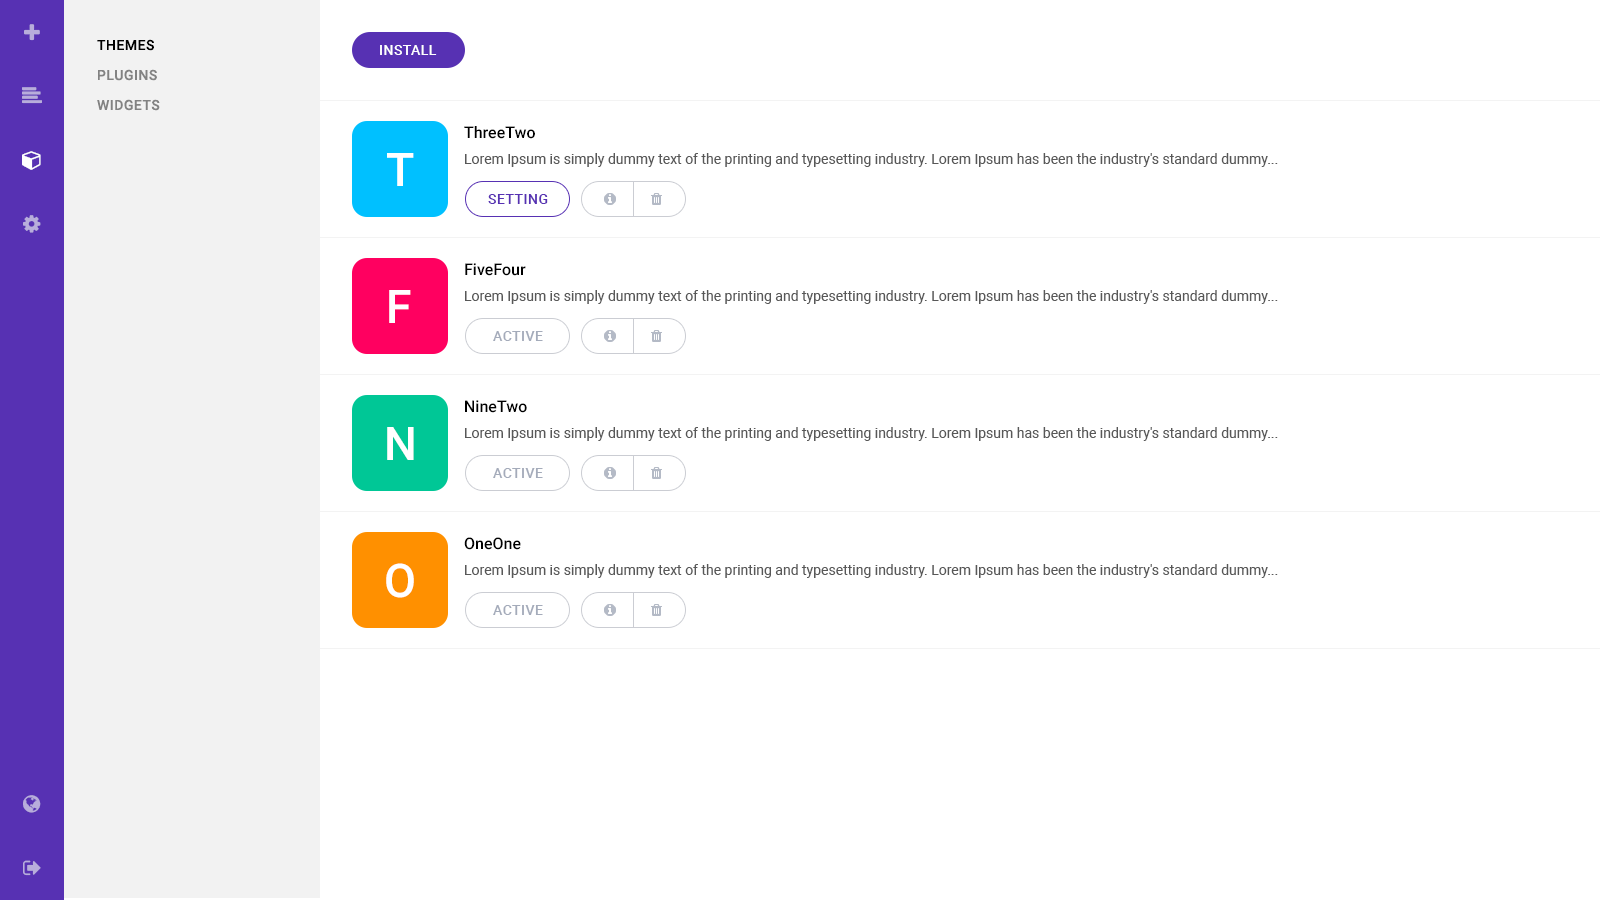 THEMES
PLUGINS
WIDGETS
INSTALL
T
ThreeTwo
Lorem Ipsum is simply dummy text of the printing and typesetting industry. Lorem Ipsum has been the industry's standard dummy...
SETTING
F
FiveFour
Lorem Ipsum is simply dummy text of the printing and typesetting industry. Lorem Ipsum has been the industry's standard dummy...
ACTIVE
N
NineTwo
Lorem Ipsum is simply dummy text of the printing and typesetting industry. Lorem Ipsum has been the industry's standard dummy...
ACTIVE
O
OneOne
Lorem Ipsum is simply dummy text of the printing and typesetting industry. Lorem Ipsum has been the industry's standard dummy...
ACTIVE